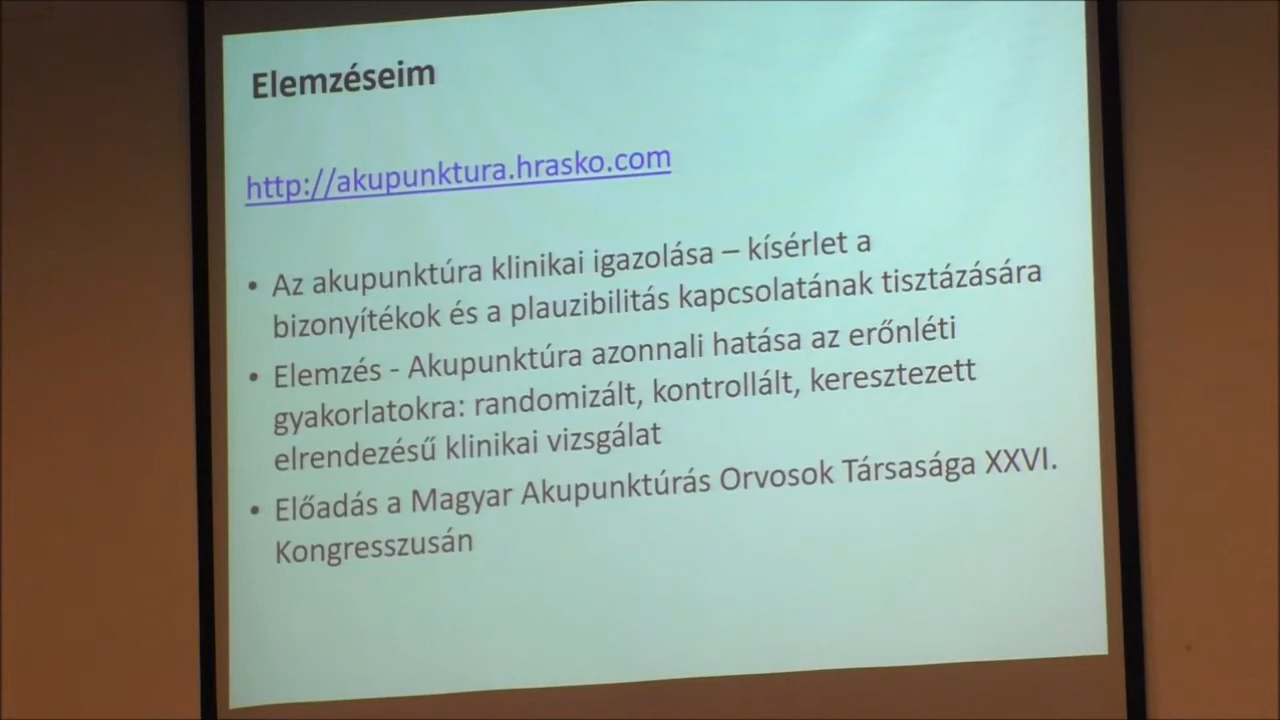 Elemzéseim
http://akupunktura.hrasko.com
• Az akupunktúra klinikai igazolása – kísérlet a
bizonyítékok és a plauzibilitás kapcsolatának tisztázására
• Elemzés - Akupunktúra azonnali hatása az erőnléti
gyakorlatokra: randomizált, kontrollált, keresztezett
elrendezésű klinikai vizsgálat
• Előadás a Magyar Akupunktúrás Orvosok Társasága XXVI.
Kongresszusán